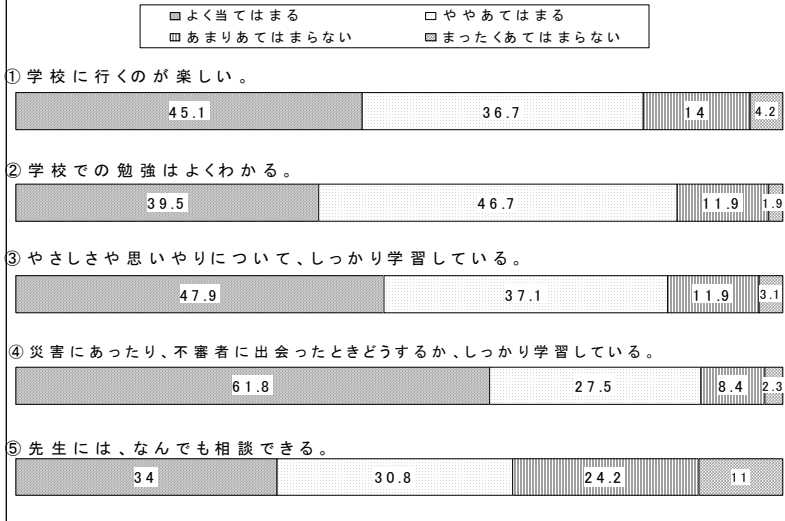 よく当てはまる ややあてはまる
あまりあてはまらない まったくあてはまらない
①学校に行くのが楽しい。
45.1 36.7 14 4.2
②学校での勉強はよくわかる。
39.5 46.7 11.9 1.9
③やさしさや思いやりについて、しっかり学習している。
47.9 37.1 11.9 3.1
④災害にあったり、不審者に出会ったときどうするか、しっかり学習している。
61.8 27.5 8.4 2.3
⑤先生には、なんでも相談できる。
34 30.8 24.2 11